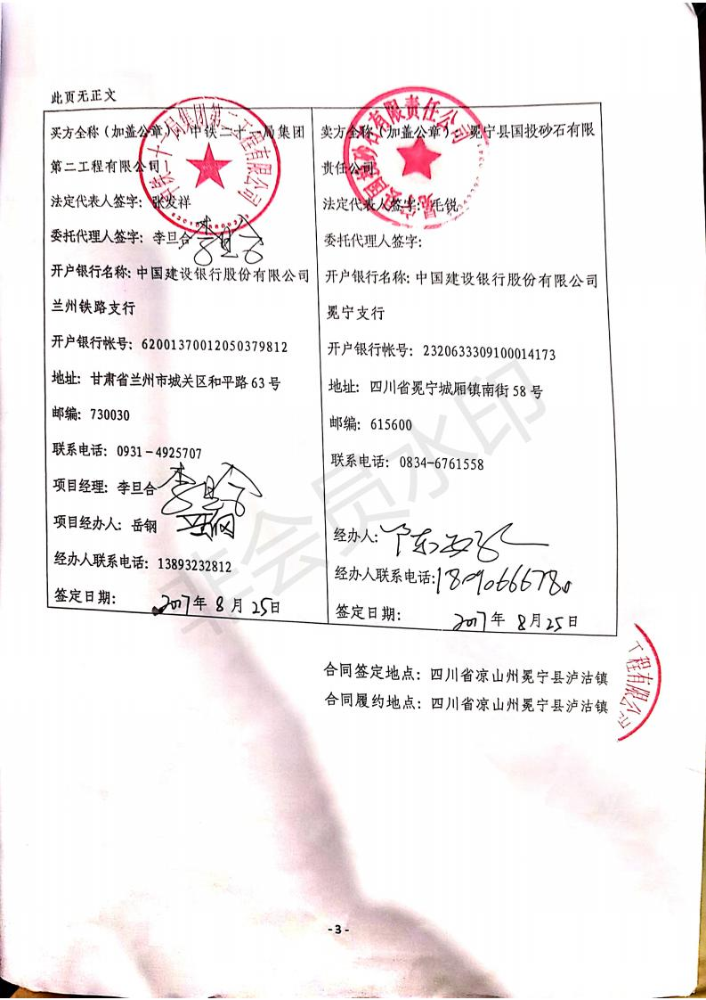 此页无正文
买方全称（加盖公章）：中铁二十一局集团
第二工程有限公司
法定代表人签字：张发祥
委托代理人签字：李旦合
开户银行名称：中国建设银行股份有限公司
兰州铁路支行
开户银行帐号：62001370012050379812
地址：甘肃省兰州市城关区和平路63号
邮编：730030
联系电话：0931－4925707
项目经理：李旦合
项目经办人：岳钢
经办人联系电话：13893232812
签定日期：2017年8月25日
卖方全称（加盖公章）：冕宁县国投砂石有限
责任公司
法定代表人签字：毛锐
委托代理人签字：
开户银行名称：中国建设银行股份有限公司
冕宁支行
开户银行帐号：2320633309100014173
地址：四川省冕宁城厢镇南街58号
邮编：615600
联系电话：0834-6761558
经办人：
经办人联系电话：
签定日期：2017年8月25日
合同签定地点：四川省凉山州冕宁县泸沽镇
合同履约地点：四川省凉山州冕宁县泸沽镇
工程有限公司
非会员水印
-3-